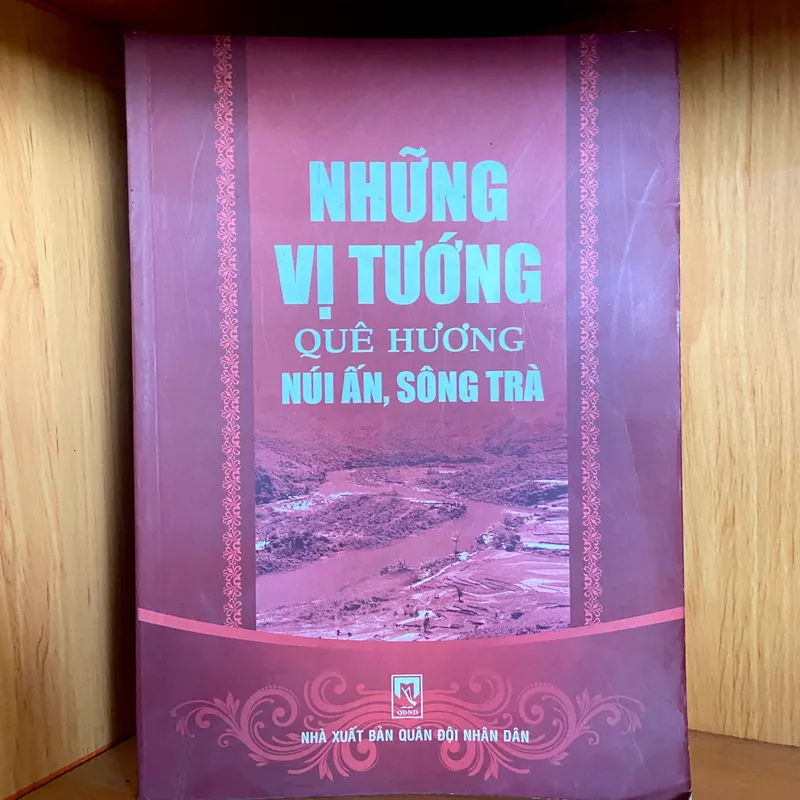 NHỮNG
VỊ TƯỚNG
QUÊ HƯƠNG
NÚI ẤN, SÔNG TRÀ
QĐND
NHÀ XUẤT BẢN QUÂN ĐỘI NHÂN DÂN